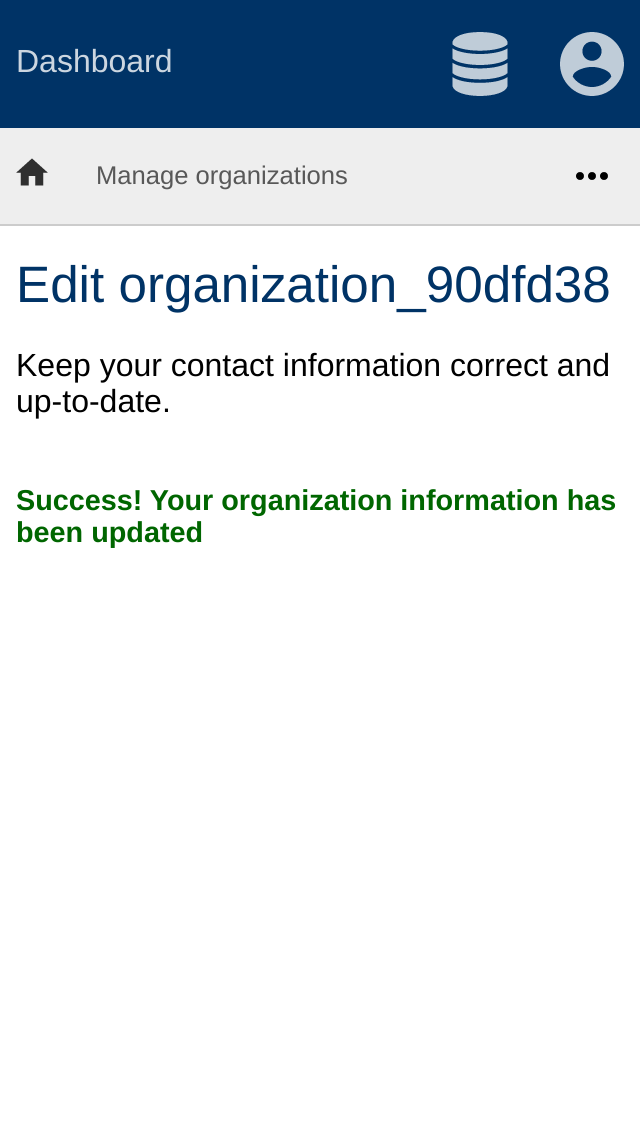 Dashboard
Manage organizations
Edit organization_90dfd38
Keep your contact information correct and
up-to-date.
Success! Your organization information has
been updated